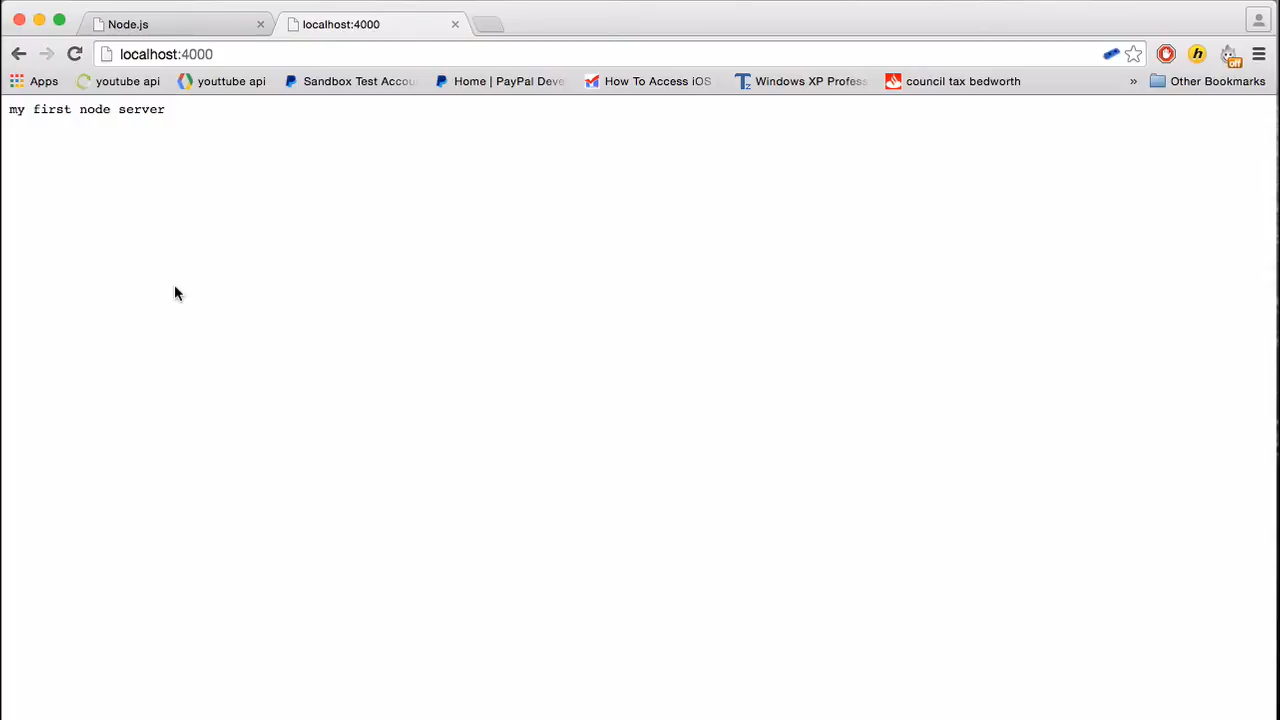 Node.js
localhost:4000
localhost:4000
Apps
youtube api
youttube api
Sandbox Test Accou
Home | PayPal Deve
How To Access iOS
Windows XP Profess
council tax bedworth
»
Other Bookmarks
h
off
my first node server